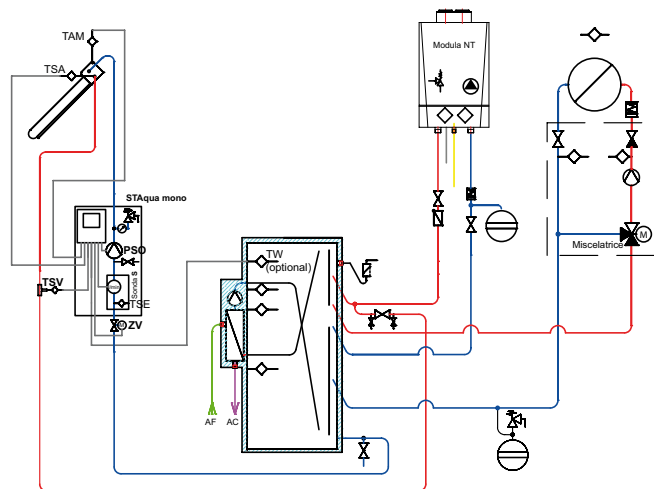 TAM
TSA
Modula NT
STAqua mono
PSO
TSV
Sonda S
TSE
M ZV
TW
(optional)
Miscelatrice
M
AF
AC